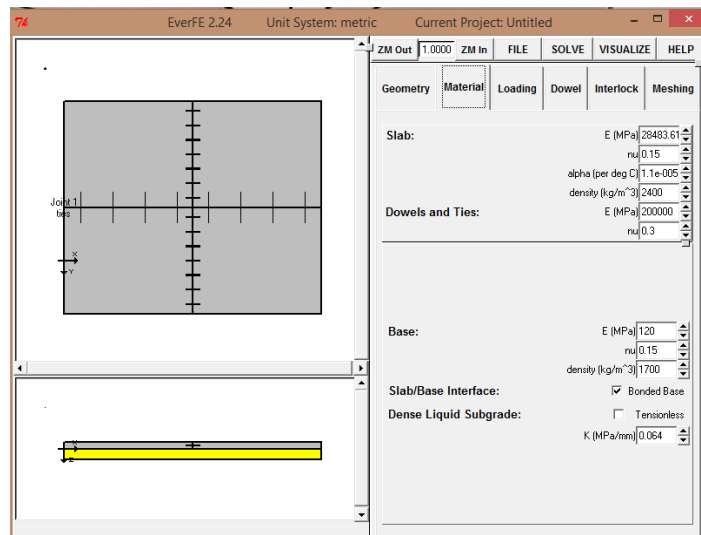 EverFE 2.24 Unit System: metric Current Project: Untitled
ZM Out 1.0000 ZM In FILE SOLVE VISUALIZE HELP
Geometry Material Loading Dowel Interlock Meshing
Slab: E (MPa) 28483.61
nu 0.15
alpha (per deg C) 1.1e-005
density (kg/m^3) 2400
Dowels and Ties: E (MPa) 200000
nu 0.3
Base: E (MPa) 120
nu 0.15
density (kg/m^3) 1700
Slab/Base Interface: Bonded Base
Dense Liquid Subgrade: Tensionless
K (MPa/mm) 0.064
Joint 1
ties
X
Y
X
Z